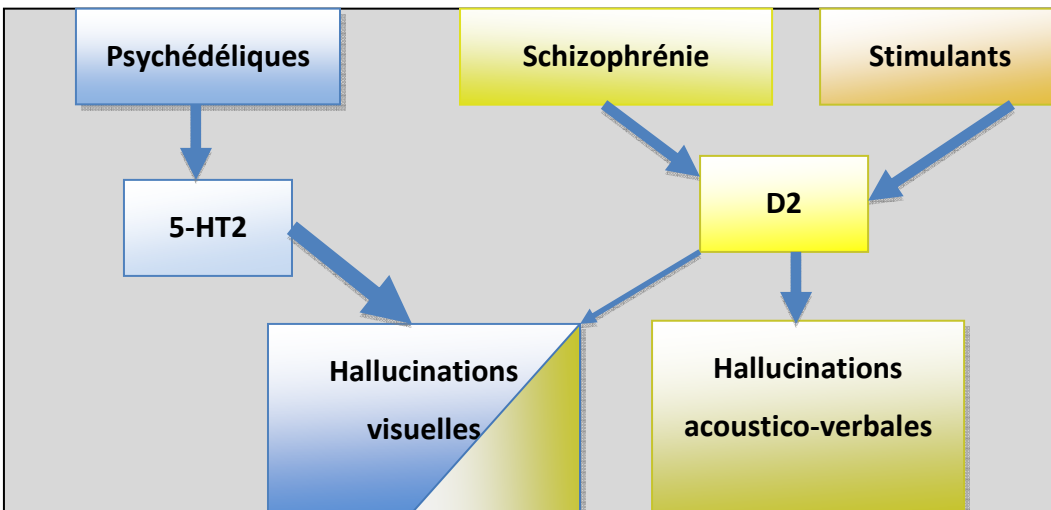 Psychédéliques
Schizophrénie
Stimulants
5-HT2
D2
Hallucinations
visuelles
Hallucinations
acoustico-verbales